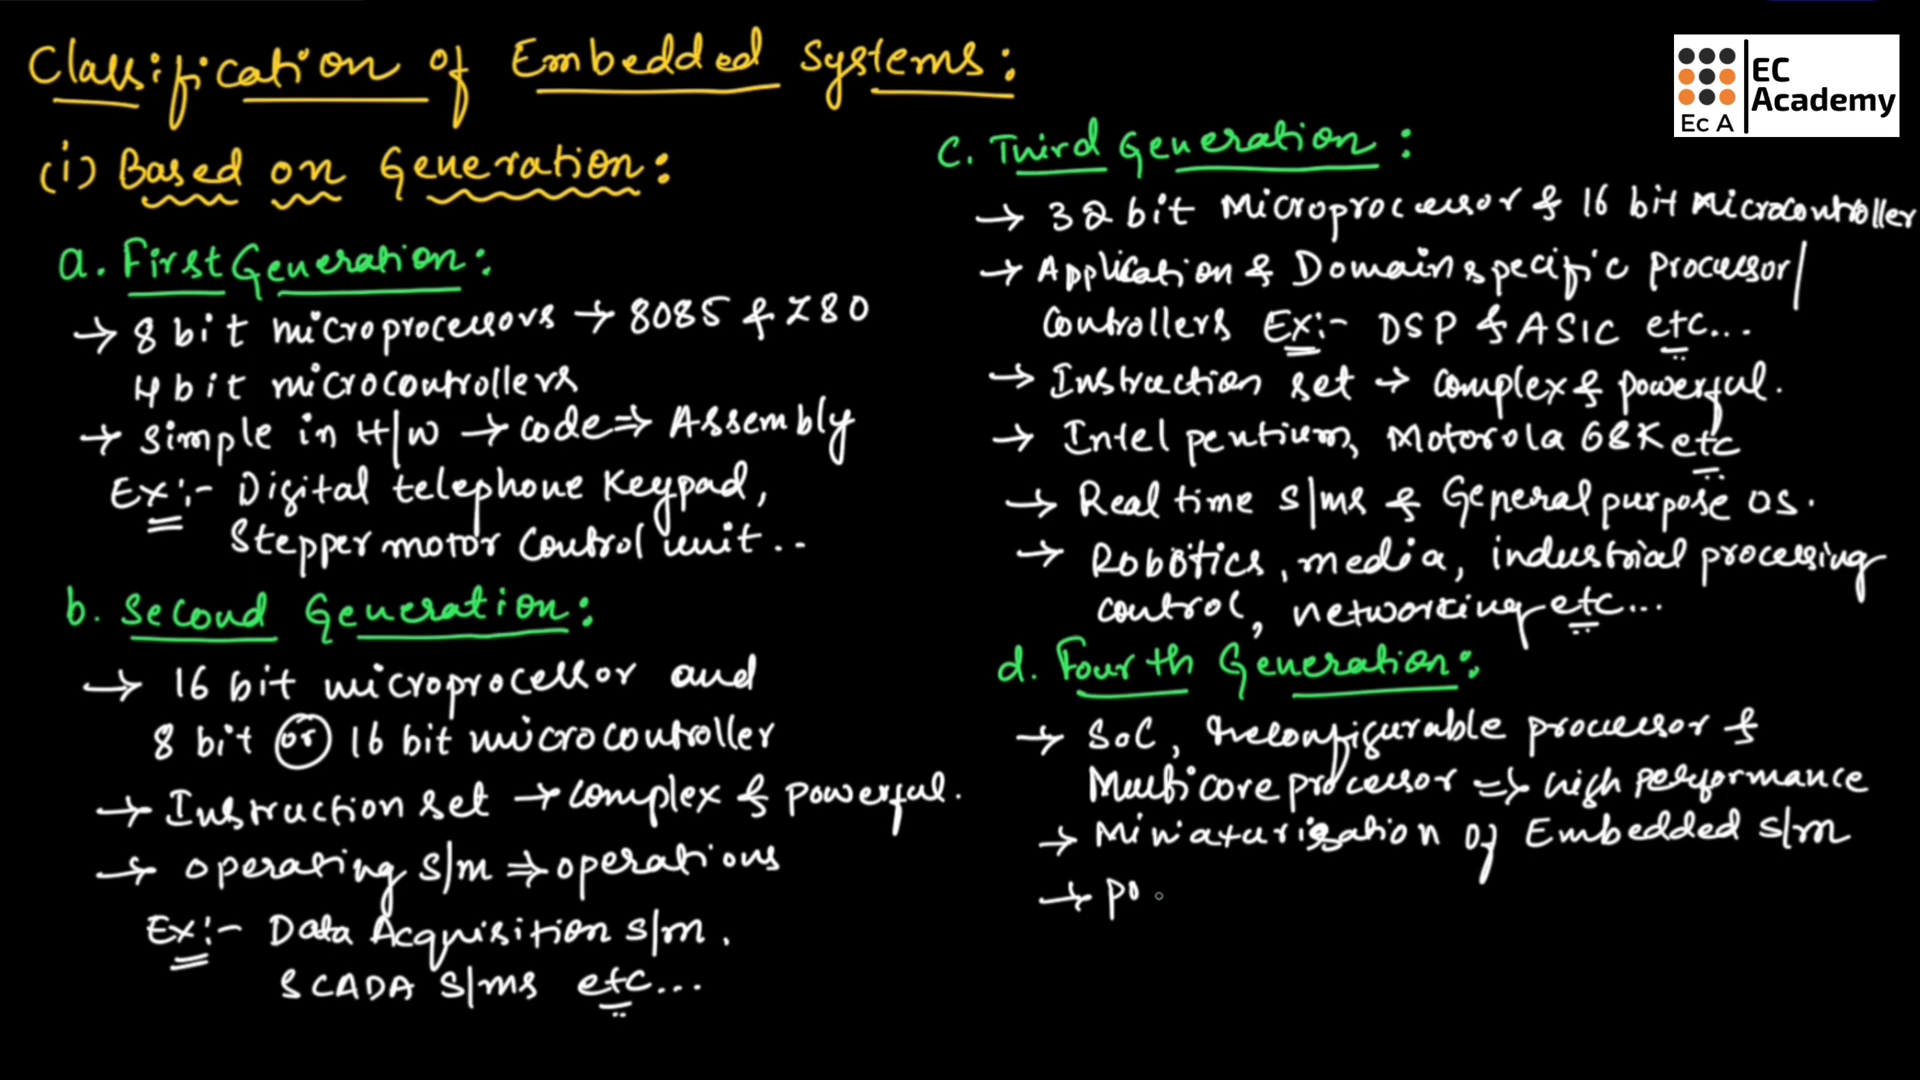 Classification of Embedded Systems:
(i) Based on Generation:
a. First Generation:
→ 8 bit microprocessors → 8085 & Z80
4 bit microcontrollers
→ simple in H/W → code ⇒ Assembly
Ex:- Digital telephone Keypad,
Stepper motor Control unit..
b. Second Generation:
→ 16 bit microprocessor and
8 bit or 16 bit microcontroller
→ Instruction set → complex & powerful.
→ operating s/m ⇒ operations
Ex:- Data Acquisition s/m,
SCADA s/ms etc...
EC
Academy
Ec A
c. Third Generation:
→ 32 bit Microprocessor & 16 bit Microcontroller
→ Application & Domain specific processor/
Controllers Ex:- DSP & ASIC etc...
→ Instruction set → complex & powerful.
→ Intel pentium, Motorola 68K etc
→ Real time s/ms & General purpose OS.
→ Robotics, media, industrial processing
control, networking etc...
d. Fourth Generation:
→ SoC, Reconfigurable processor &
Multicore processor ⇒ high performance
→ Miniaturisation of Embedded s/m
→ po